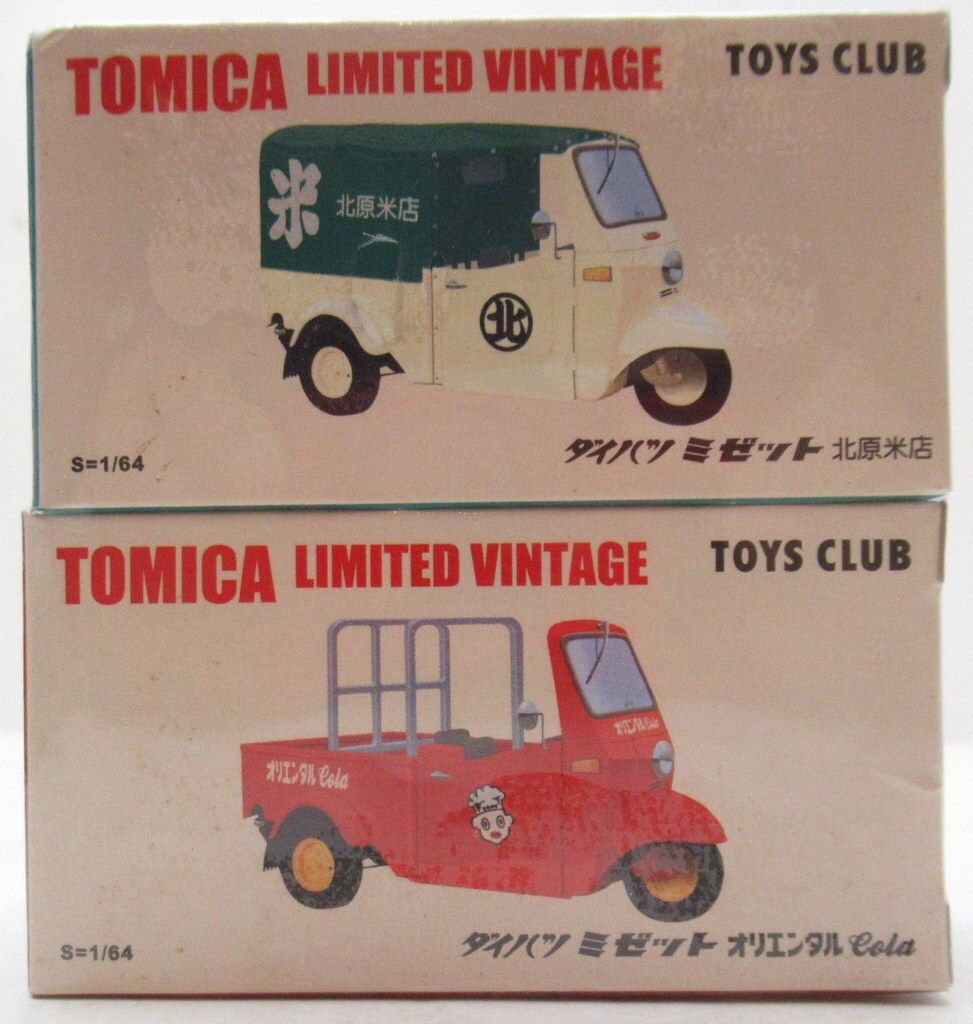 TOMICA LIMITED VINTAGE TOYS CLUB
米 北原米店
北
S=1/64
ダイハツ ミゼット 北原米店
TOMICA LIMITED VINTAGE TOYS CLUB
オリエンタル Cola
オリエンタル Cola
S=1/64
ダイハツ ミゼット オリエンタル Cola